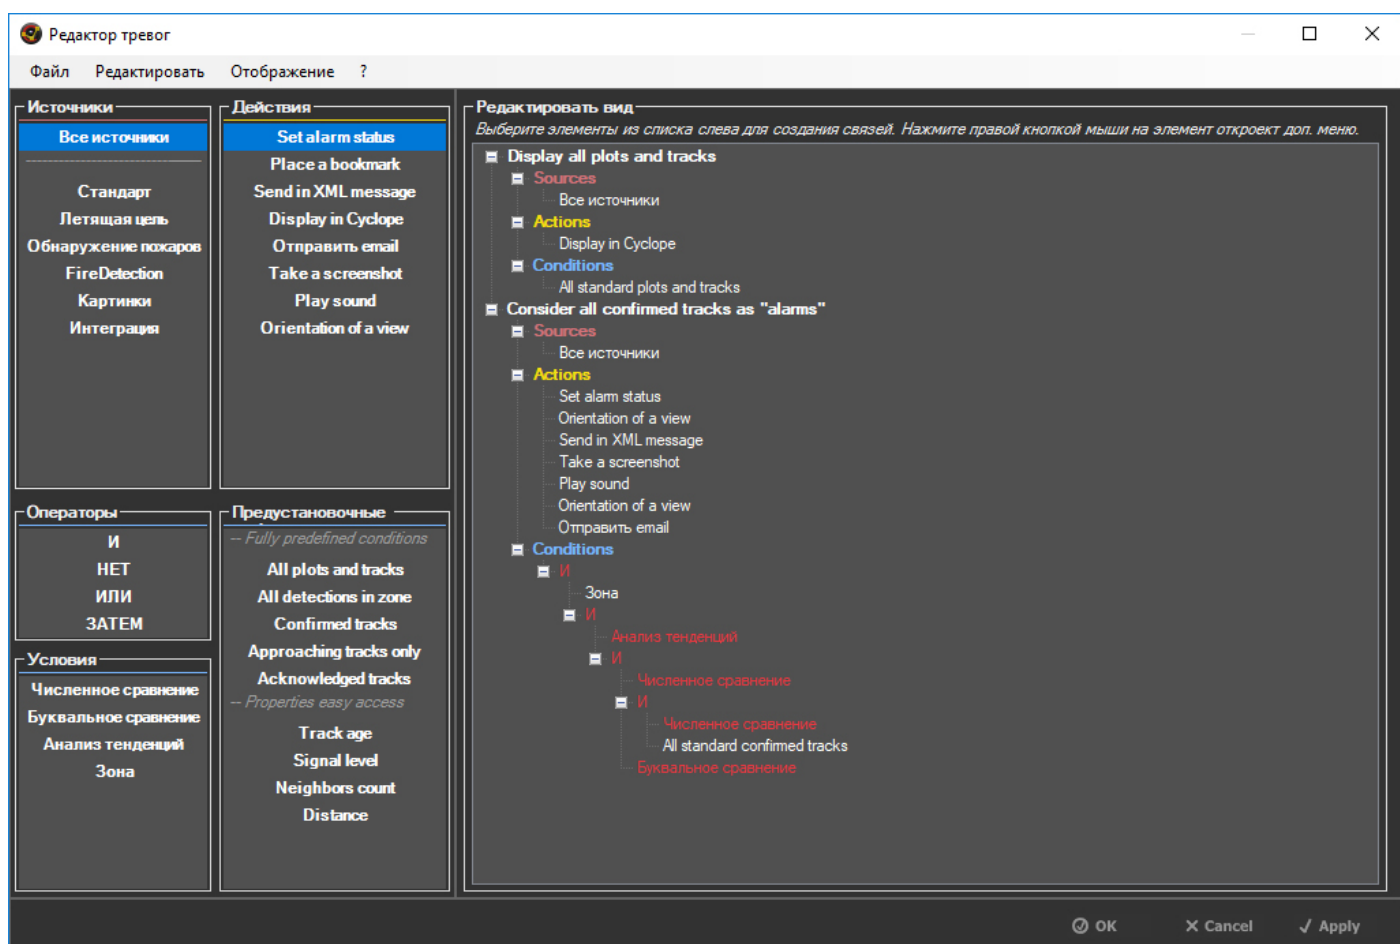 Редактор тревог
Файл Редактировать Отображение ?
Источники
Все источники
Стандарт
Летящая цель
Обнаружение пожаров
FireDetection
Картинки
Интеграция
Действия
Set alarm status
Place a bookmark
Send in XML message
Display in Cyclope
Отправить email
Take a screenshot
Play sound
Orientation of a view
Операторы
И
НЕТ
ИЛИ
ЗАТЕМ
Условия
Численное сравнение
Буквальное сравнение
Анализ тенденций
Зона
Предустановочные
-- Fully predefined conditions
All plots and tracks
All detections in zone
Confirmed tracks
Approaching tracks only
Acknowledged tracks
-- Properties easy access
Track age
Signal level
Neighbors count
Distance
Редактировать вид
Выберите элементы из списка слева для создания связей. Нажмите правой кнопкой мыши на элемент откроект доп. меню.
Display all plots and tracks
Sources
Все источники
Actions
Display in Cyclope
Conditions
All standard plots and tracks
Consider all confirmed tracks as "alarms"
Sources
Все источники
Actions
Set alarm status
Orientation of a view
Send in XML message
Take a screenshot
Play sound
Orientation of a view
Отправить email
Conditions
И
Зона
И
Анализ тенденций
И
Численное сравнение
И
Численное сравнение
All standard confirmed tracks
Буквальное сравнение
OK Cancel Apply